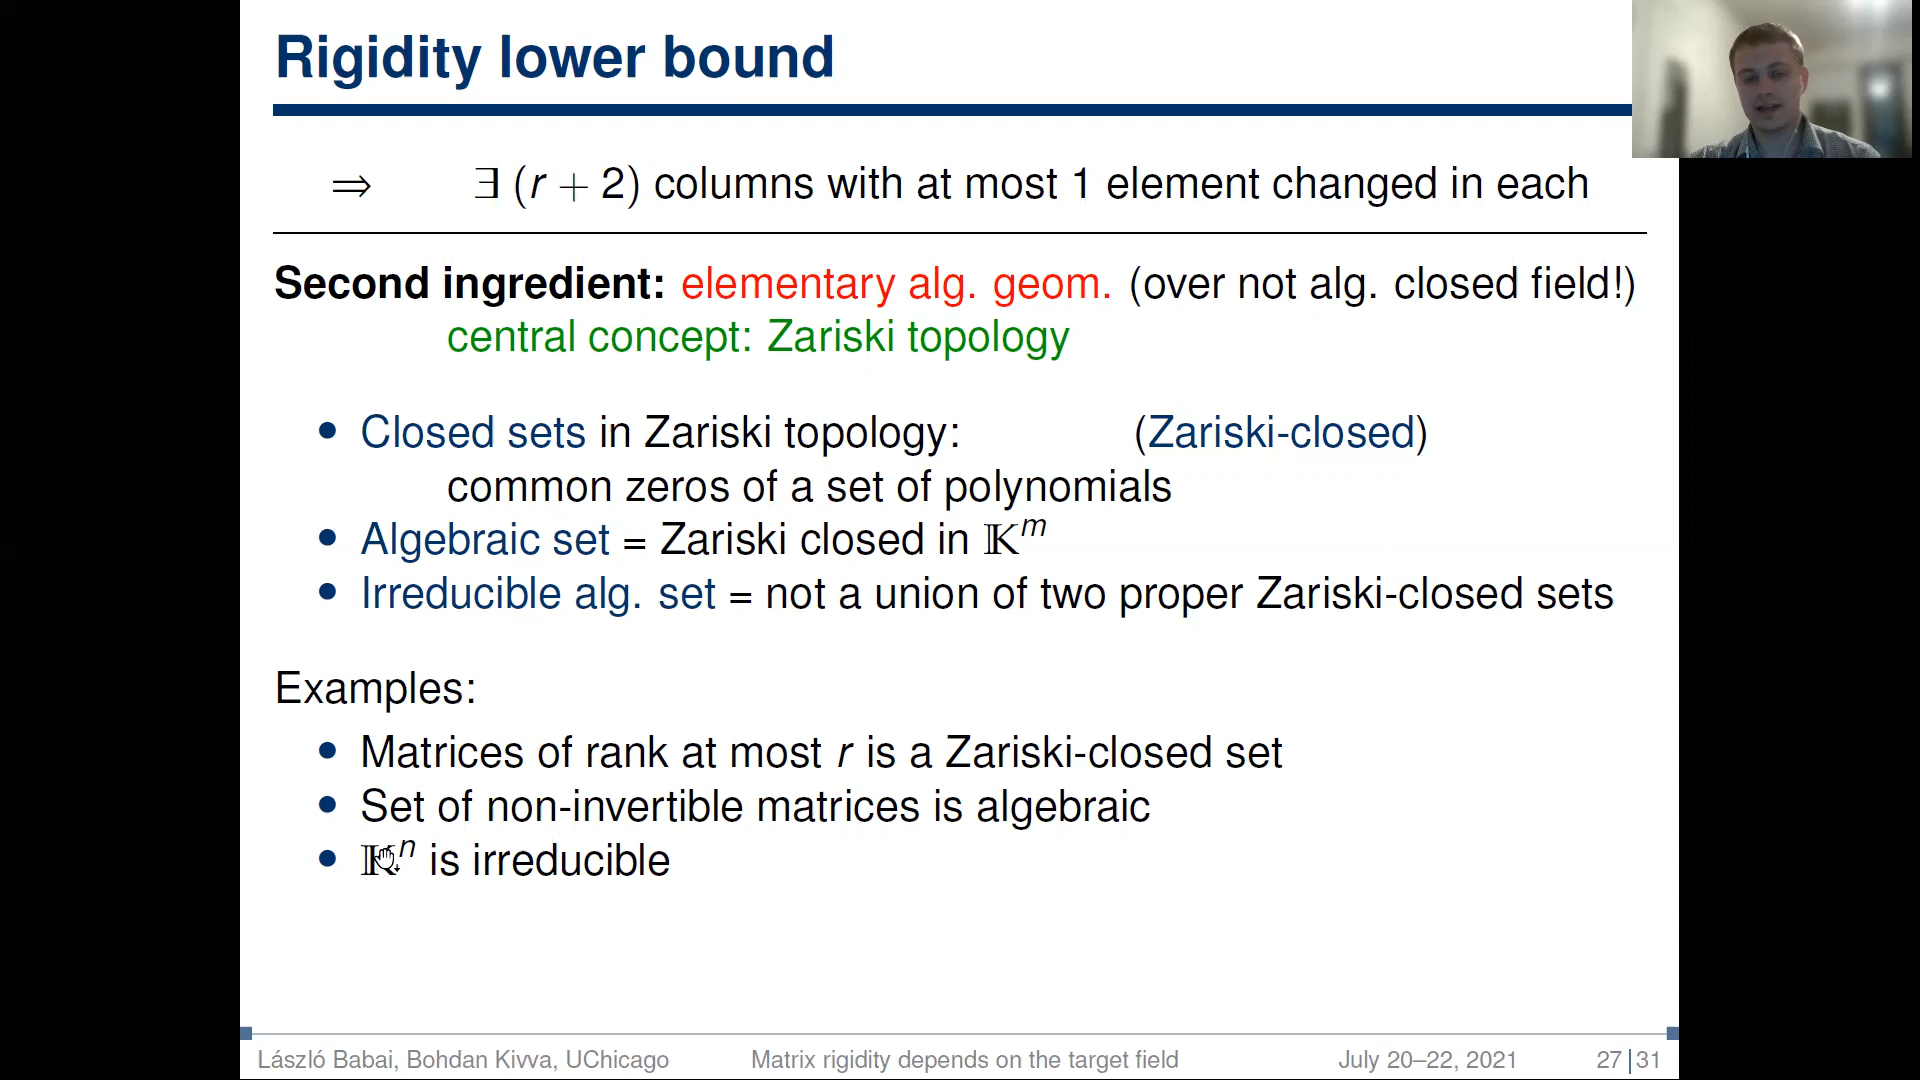 Rigidity lower bound
⇒ ∃ (r + 2) columns with at most 1 element changed in each
Second ingredient: elementary alg. geom. (over not alg. closed field!)
central concept: Zariski topology
• Closed sets in Zariski topology: (Zariski-closed)
common zeros of a set of polynomials
• Algebraic set = Zariski closed in 𝕂^m
• Irreducible alg. set = not a union of two proper Zariski-closed sets
Examples:
• Matrices of rank at most r is a Zariski-closed set
• Set of non-invertible matrices is algebraic
• 𝕂^n is irreducible
László Babai, Bohdan Kivva, UChicago Matrix rigidity depends on the target field July 20–22, 2021 27|31